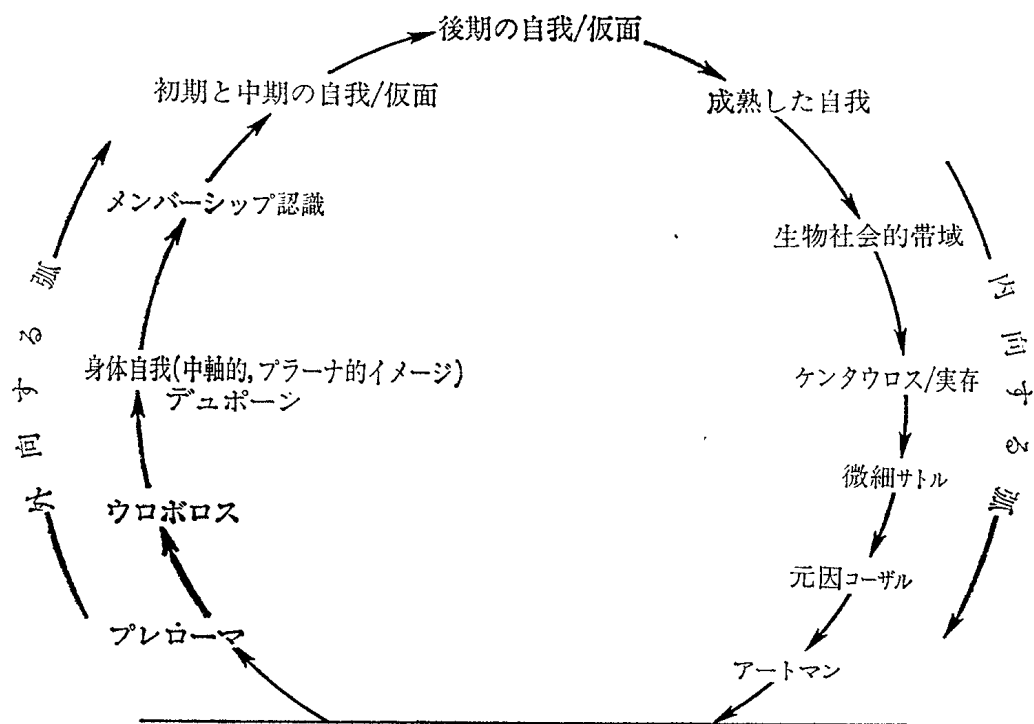 後期の自我/仮面
初期と中期の自我/仮面
成熟した自我
メンバーシップ認識
生物社会的帯域
外向する弧
内向する弧
身体自我(中軸的,プラーナ的イメージ)
デュポーン
ケンタウロス/実存
微細サトル
ウロボロス
元因コーザル
プレローマ
アートマン